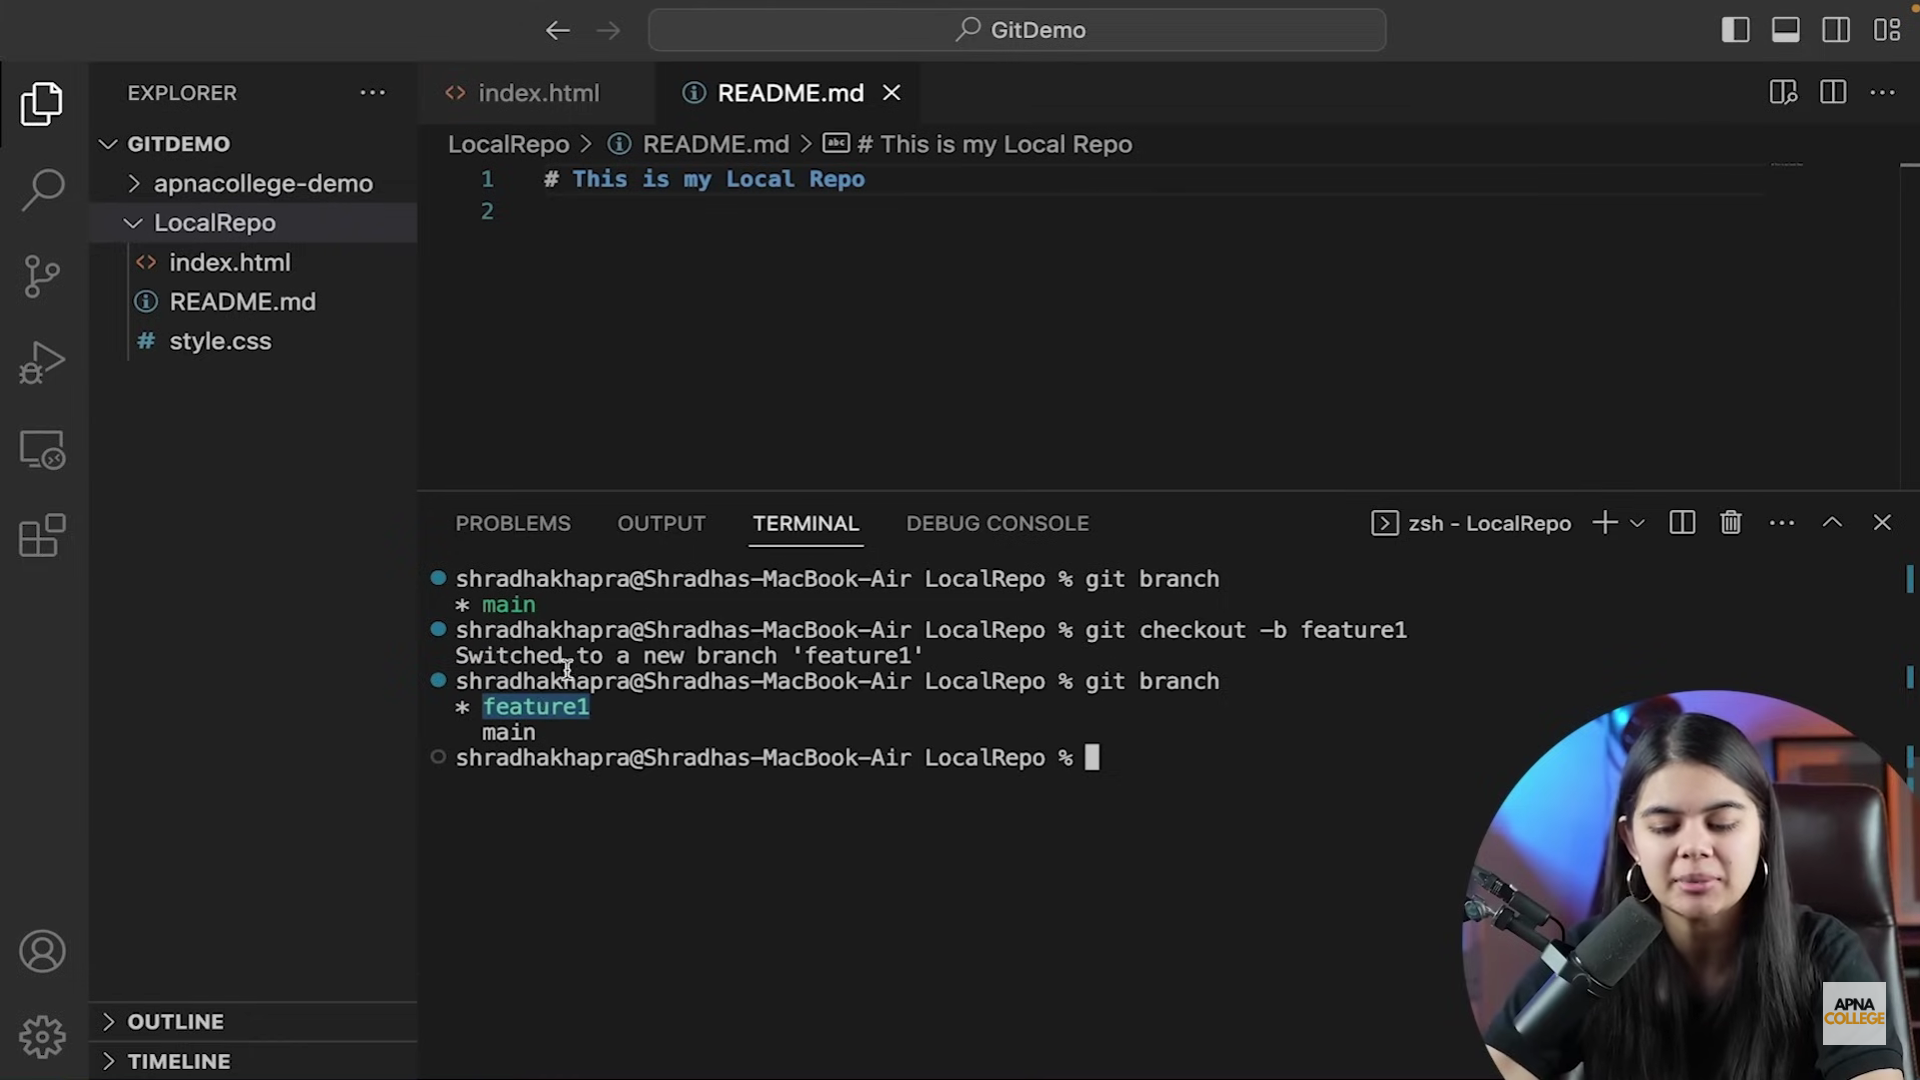 GitDemo
EXPLORER
GITDEMO
apnacollege-demo
LocalRepo
index.html
README.md
style.css
OUTLINE
TIMELINE
index.html
README.md
LocalRepo > README.md > # This is my Local Repo
1 # This is my Local Repo
2
PROBLEMS OUTPUT TERMINAL DEBUG CONSOLE
zsh - LocalRepo
shradhakhapra@Shradhas-MacBook-Air LocalRepo % git branch
* main
shradhakhapra@Shradhas-MacBook-Air LocalRepo % git checkout -b feature1
Switched to a new branch 'feature1'
shradhakhapra@Shradhas-MacBook-Air LocalRepo % git branch
* feature1
main
shradhakhapra@Shradhas-MacBook-Air LocalRepo %
APNA
COLLEGE